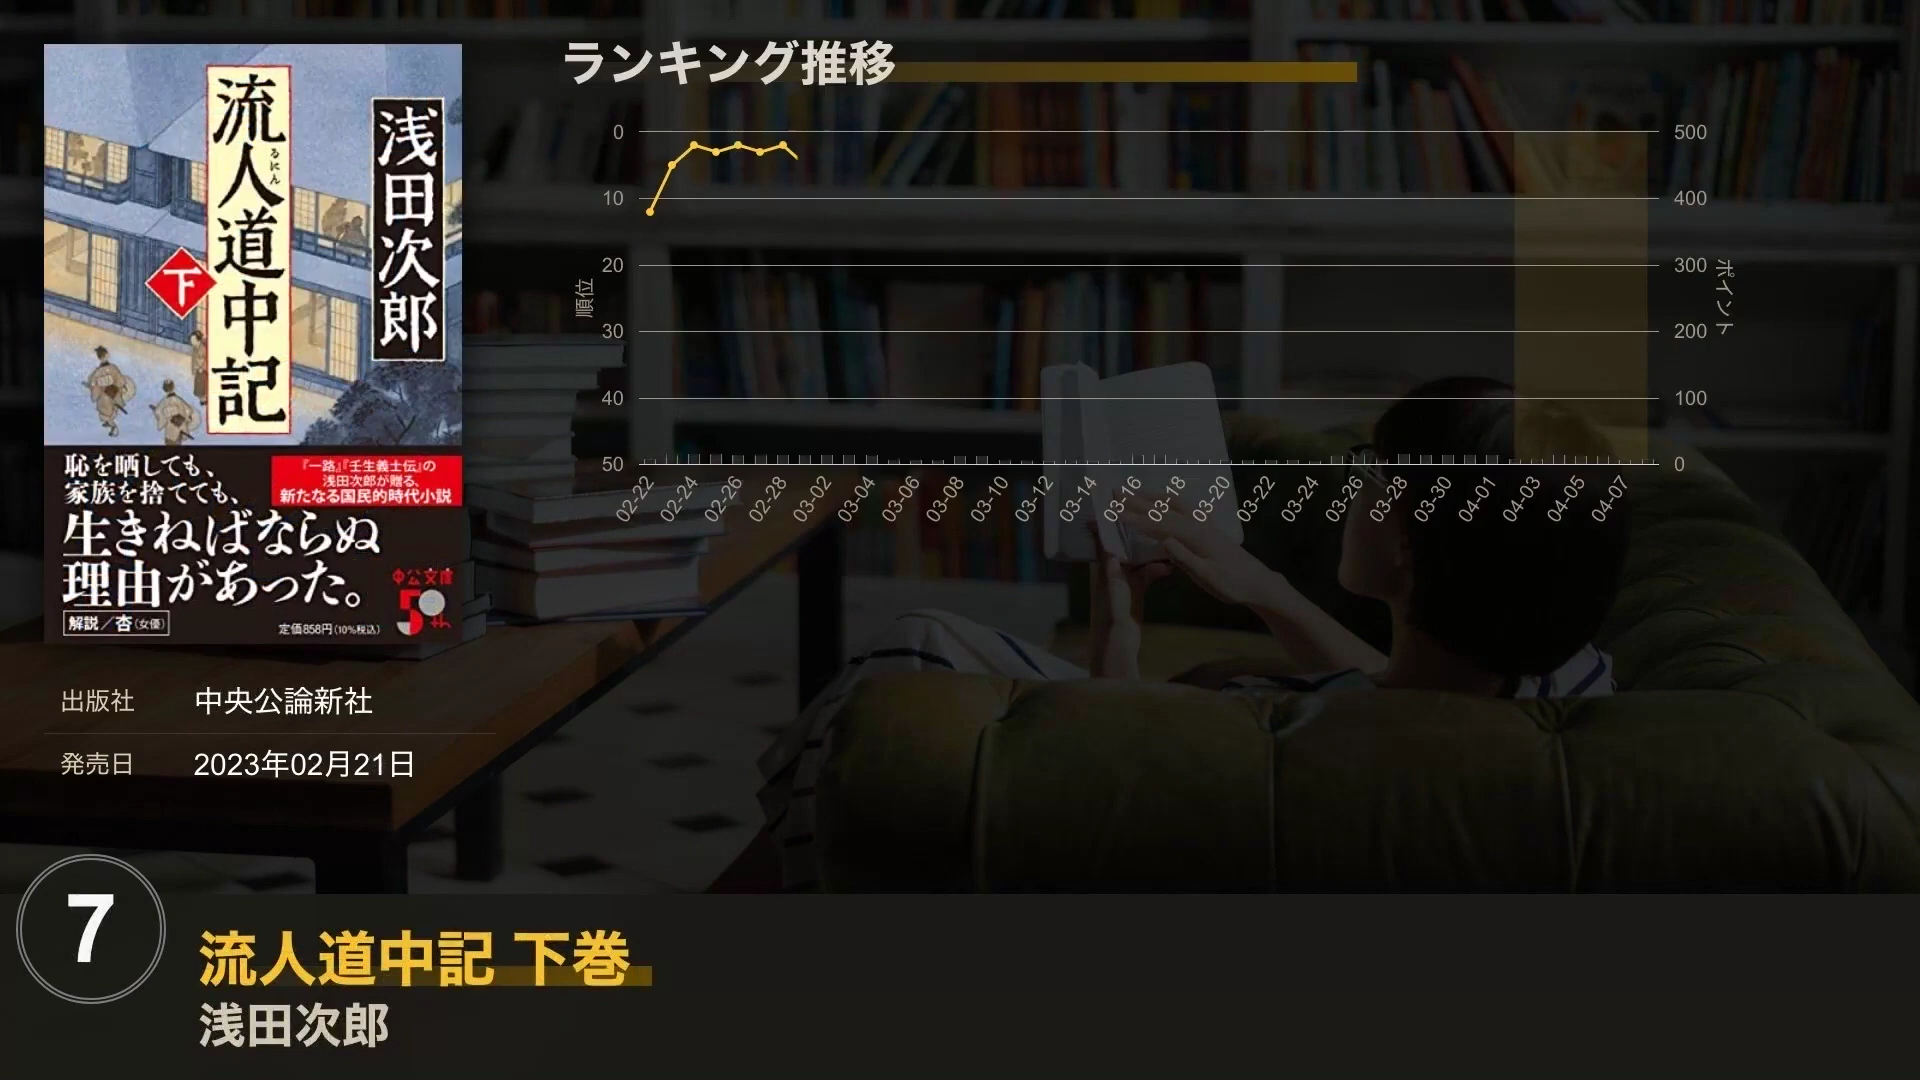 ランキング推移
流人道中記
るにん
下
浅田次郎
恥を晒しても、
家族を捨てても、
生きねばならぬ
理由があった。
『一路』『壬生義士伝』の
浅田次郎が贈る、
新たなる国民的時代小説
中公文庫
50th
解説／杏(女優)
定価858円(10%税込)
順位
0
10
20
30
40
50
500
400
300
200
100
0
ポイント
02-22
02-24
02-26
02-28
03-02
03-04
03-06
03-08
03-10
03-12
03-14
03-16
03-18
03-20
03-22
03-24
03-26
03-28
03-30
04-01
04-03
04-05
04-07
出版社 中央公論新社
発売日 2023年02月21日
7
流人道中記 下巻
浅田次郎